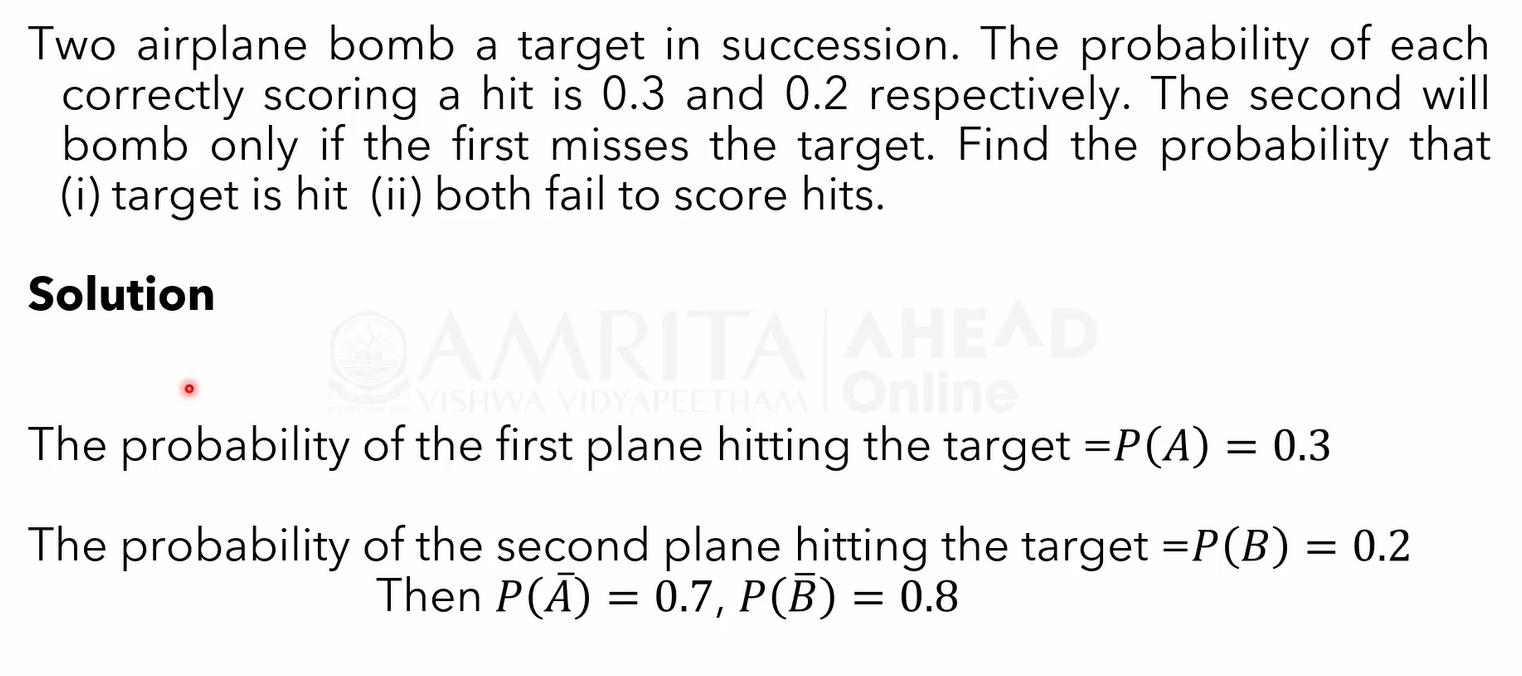 Two airplane bomb a target in succession. The probability of each
correctly scoring a hit is 0.3 and 0.2 respectively. The second will
bomb only if the first misses the target. Find the probability that
(i) target is hit (ii) both fail to score hits.
Solution
AMRITA
VISHWA VIDYAPEETHAM
AHEAD
Online
The probability of the first plane hitting the target =P(A) = 0.3
The probability of the second plane hitting the target =P(B) = 0.2
Then P(Ā) = 0.7, P(B̄) = 0.8